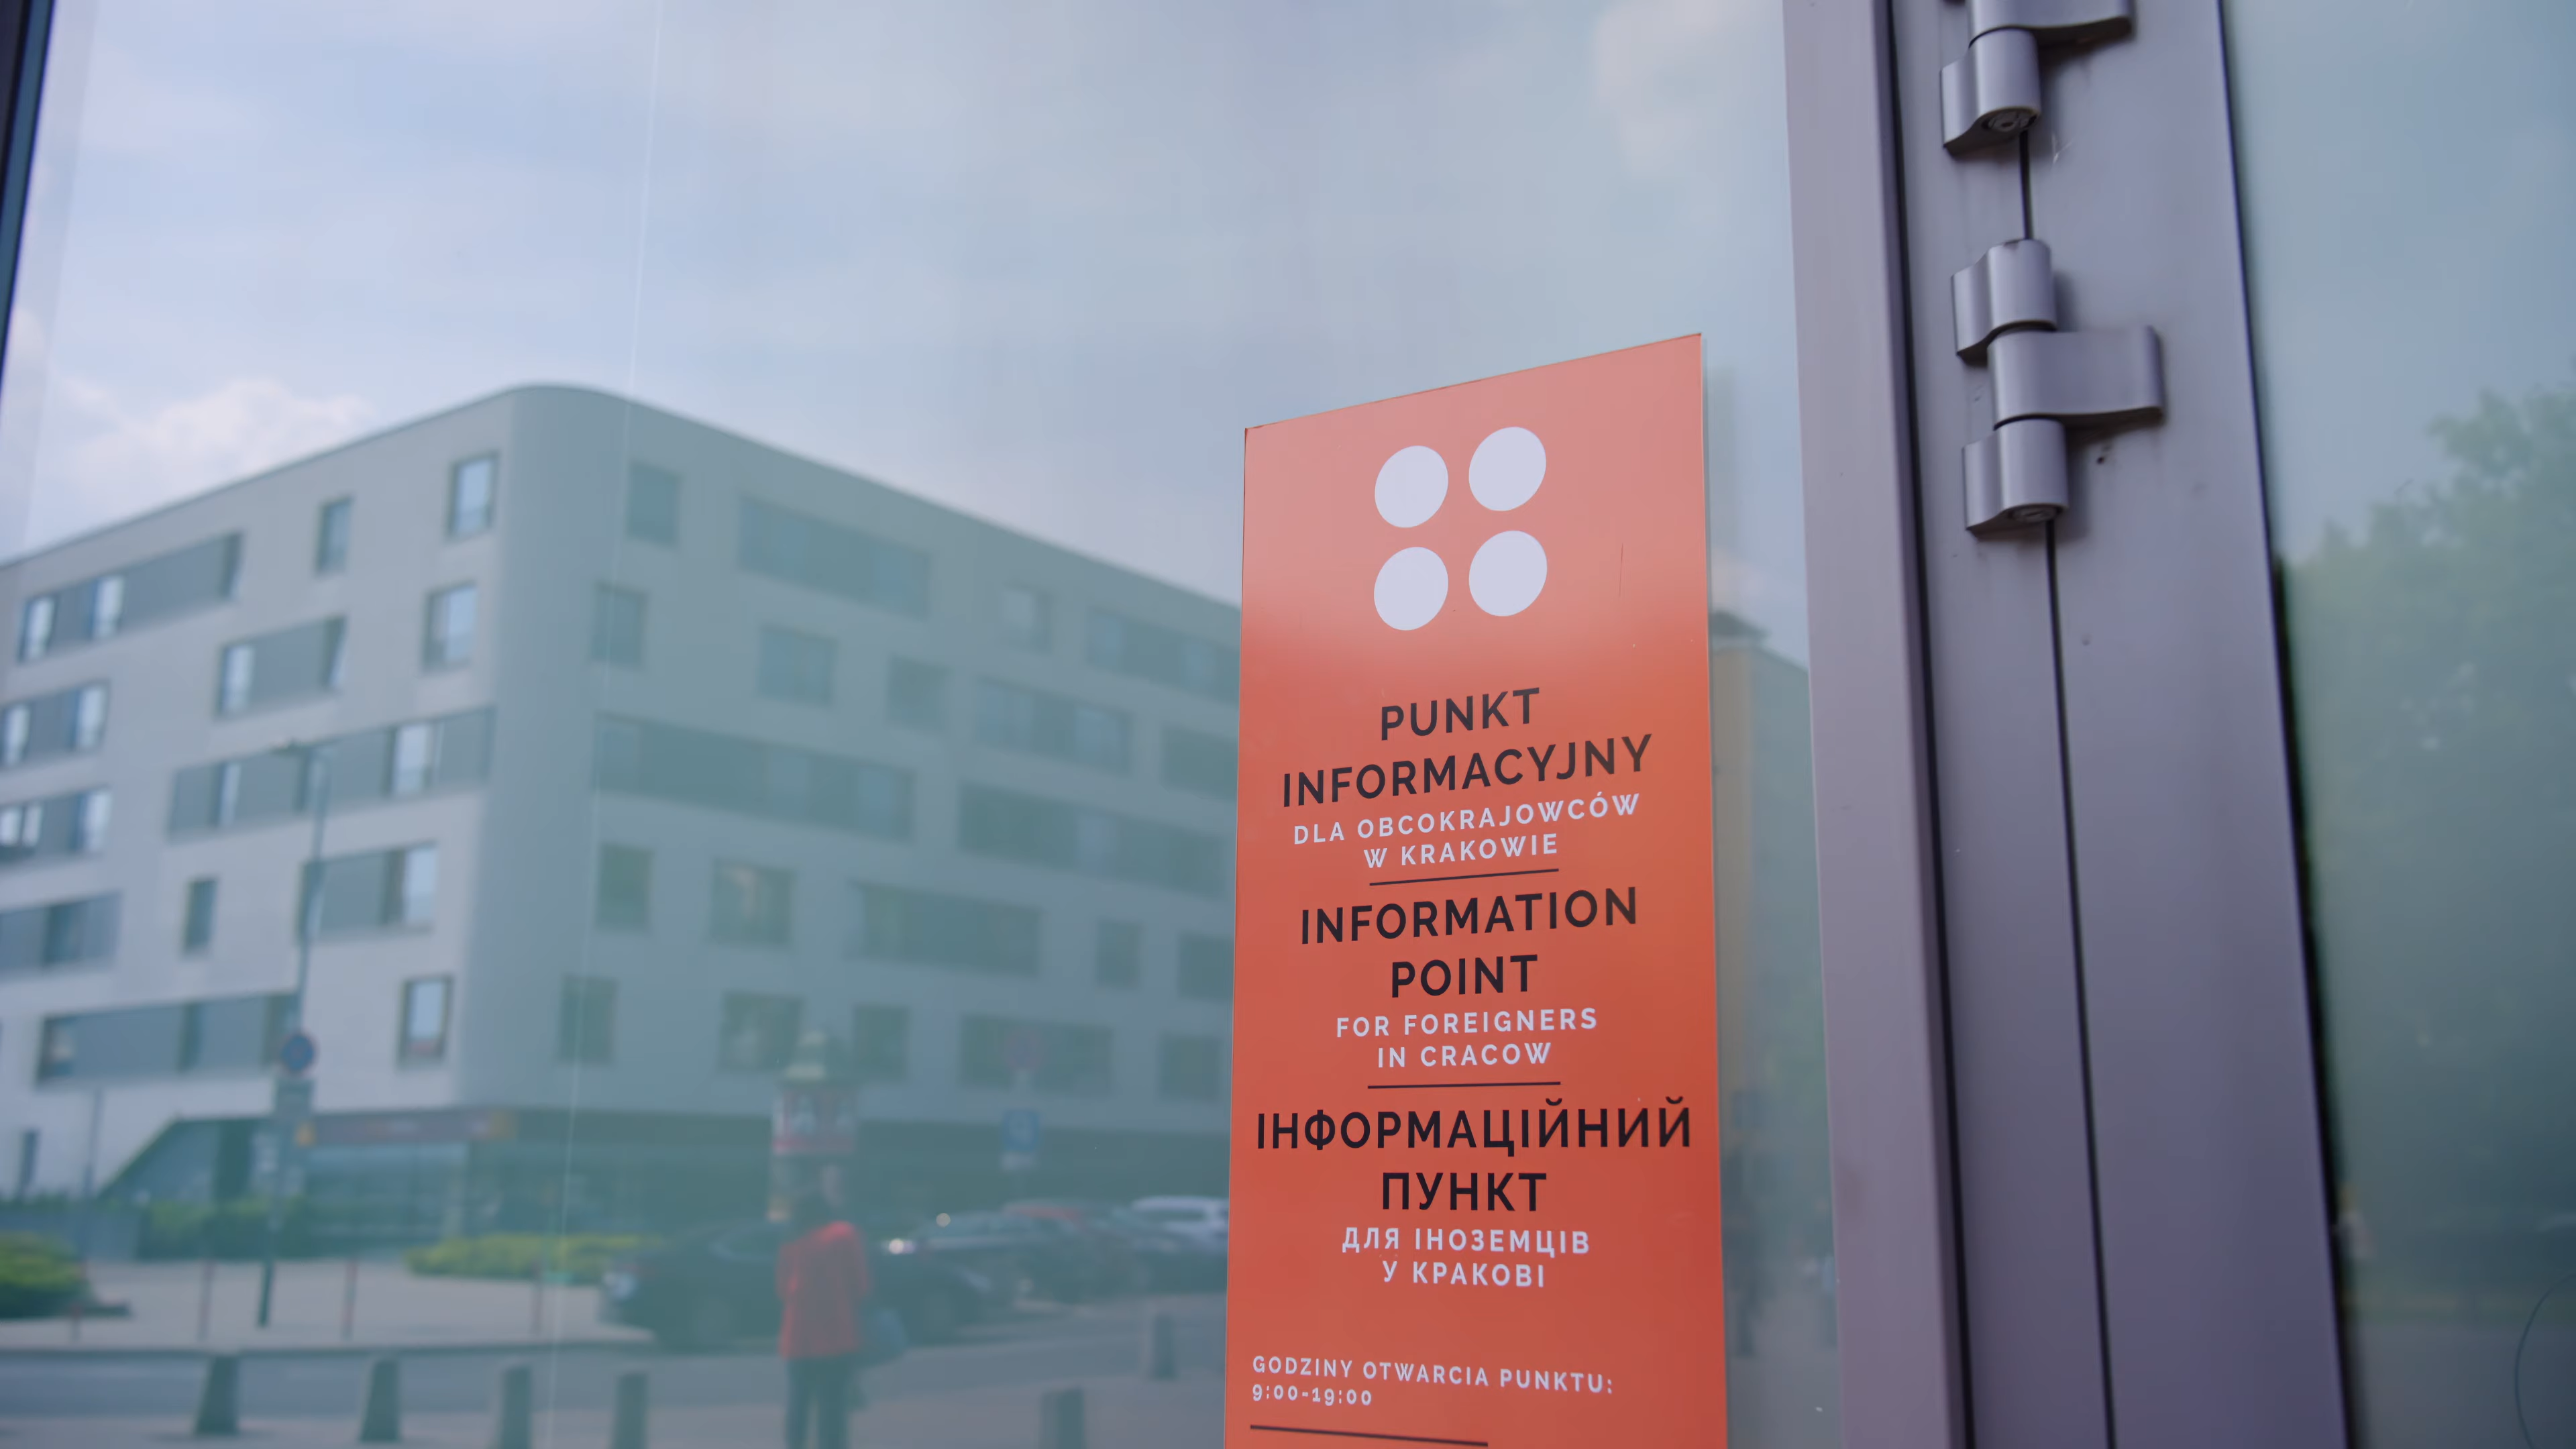 PUNKT
INFORMACYJNY
DLA OBCOKRAJOWCÓW
W KRAKOWIE
INFORMATION
POINT
FOR FOREIGNERS
IN CRACOW
ІНФОРМАЦІЙНИЙ
ПУНКТ
ДЛЯ ІНОЗЕМЦІВ
У КРАКОВІ
GODZINY OTWARCIA PUNKTU:
9:00-19:00